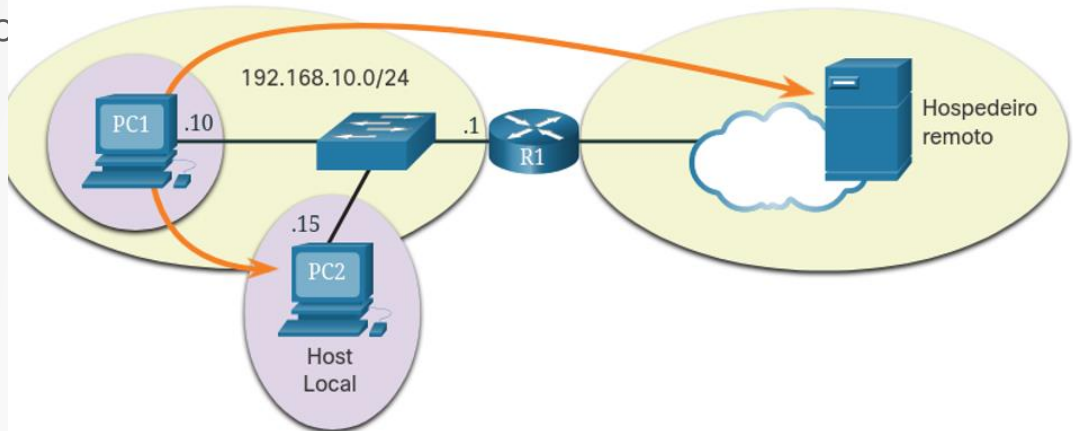 192.168.10.0/24
PC1
.10
.1
R1
Hospedeiro
remoto
.15
PC2
Host
Local